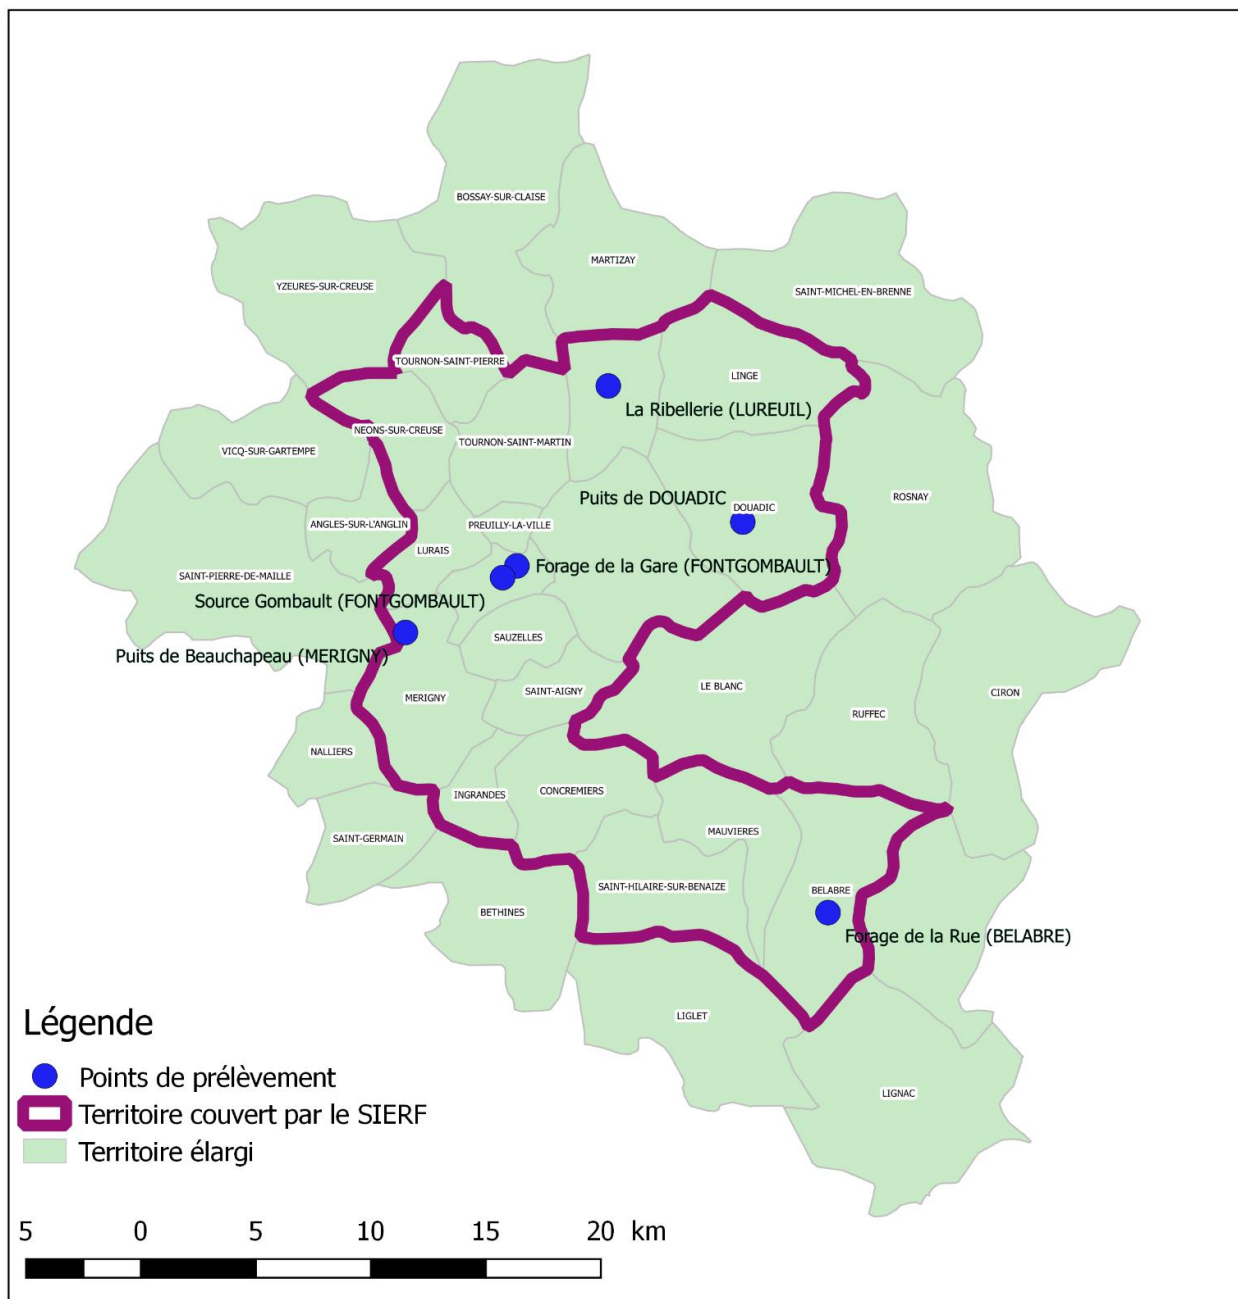 BOSSAY-SUR-CLAISE
MARTIZAY
YZEURES-SUR-CREUSE
SAINT-MICHEL-EN-BRENNE
TOURNON-SAINT-PIERRE
LINGE
La Ribellerie (LUREUIL)
NEONS-SUR-CREUSE
TOURNON-SAINT-MARTIN
VICQ-SUR-GARTEMPE
Puits de DOUADIC
DOUADIC
ROSNAY
ANGLES-SUR-L'ANGLIN
PREUILLY-LA-VILLE
LURAIS
Forage de la Gare (FONTGOMBAULT)
SAINT-PIERRE-DE-MAILLE
Source Gombault (FONTGOMBAULT)
SAUZELLES
Puits de Beauchapeau (MERIGNY)
LE BLANC
SAINT-AIGNY
CIRON
MERIGNY
RUFFEC
NALLIERS
CONCREMIERS
INGRANDES
MAUVIERES
SAINT-GERMAIN
SAINT-HILAIRE-SUR-BENAIZE
BELABRE
BETHINES
Forage de la Rue (BELABRE)
LIGLET
LIGNAC
Légende
Points de prélèvement
Territoire couvert par le SIERF
Territoire élargi
5 0 5 10 15 20 km